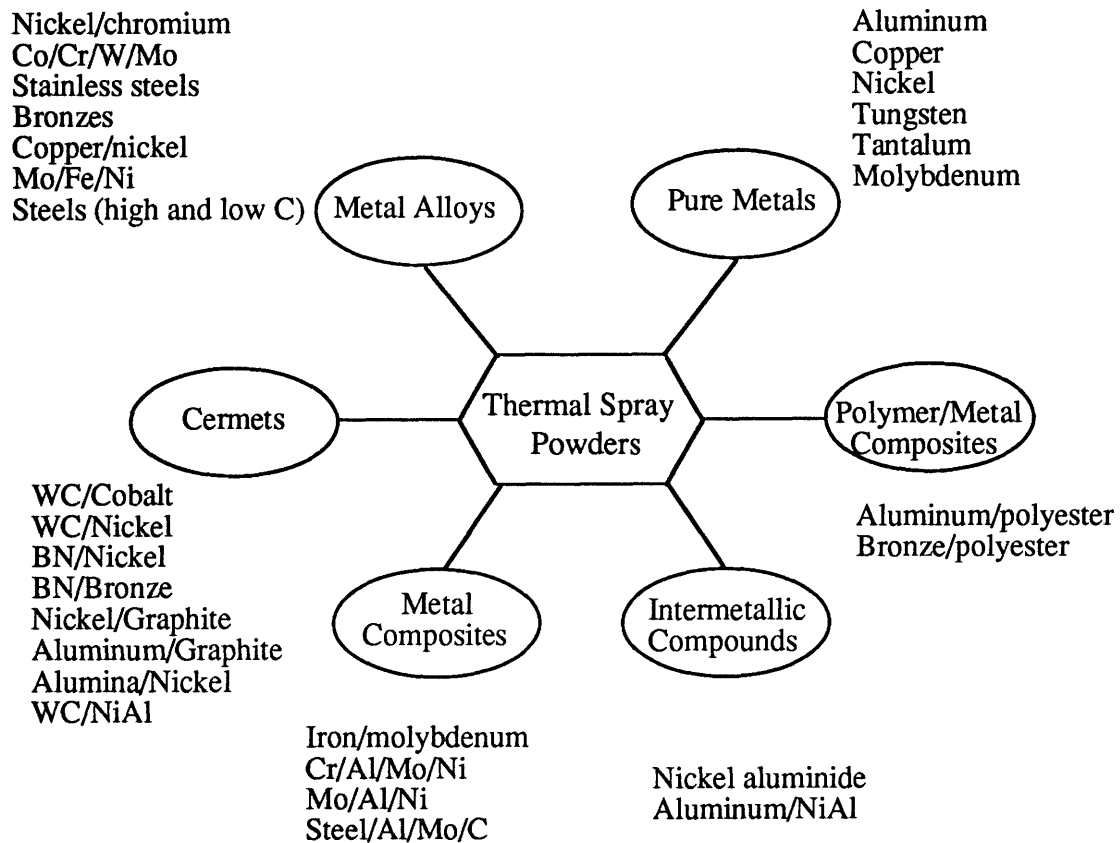 Nickel/chromium
Co/Cr/W/Mo
Stainless steels
Bronzes
Copper/nickel
Mo/Fe/Ni
Steels (high and low C)
Metal Alloys
Aluminum
Copper
Nickel
Tungsten
Tantalum
Molybdenum
Pure Metals
Cermets
Thermal Spray
Powders
Polymer/Metal
Composites
WC/Cobalt
WC/Nickel
BN/Nickel
BN/Bronze
Nickel/Graphite
Aluminum/Graphite
Alumina/Nickel
WC/NiAl
Aluminum/polyester
Bronze/polyester
Metal
Composites
Intermetallic
Compounds
Iron/molybdenum
Cr/Al/Mo/Ni
Mo/Al/Ni
Steel/Al/Mo/C
Nickel aluminide
Aluminum/NiAl